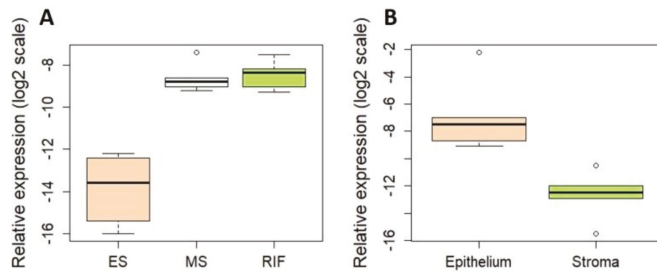 A
Relative expression (log2 scale)
-8
-10
-12
-14
-16
ES MS RIF
B
Relative expression (log2 scale)
-2
-4
-8
-12
-16
Epithelium Stroma